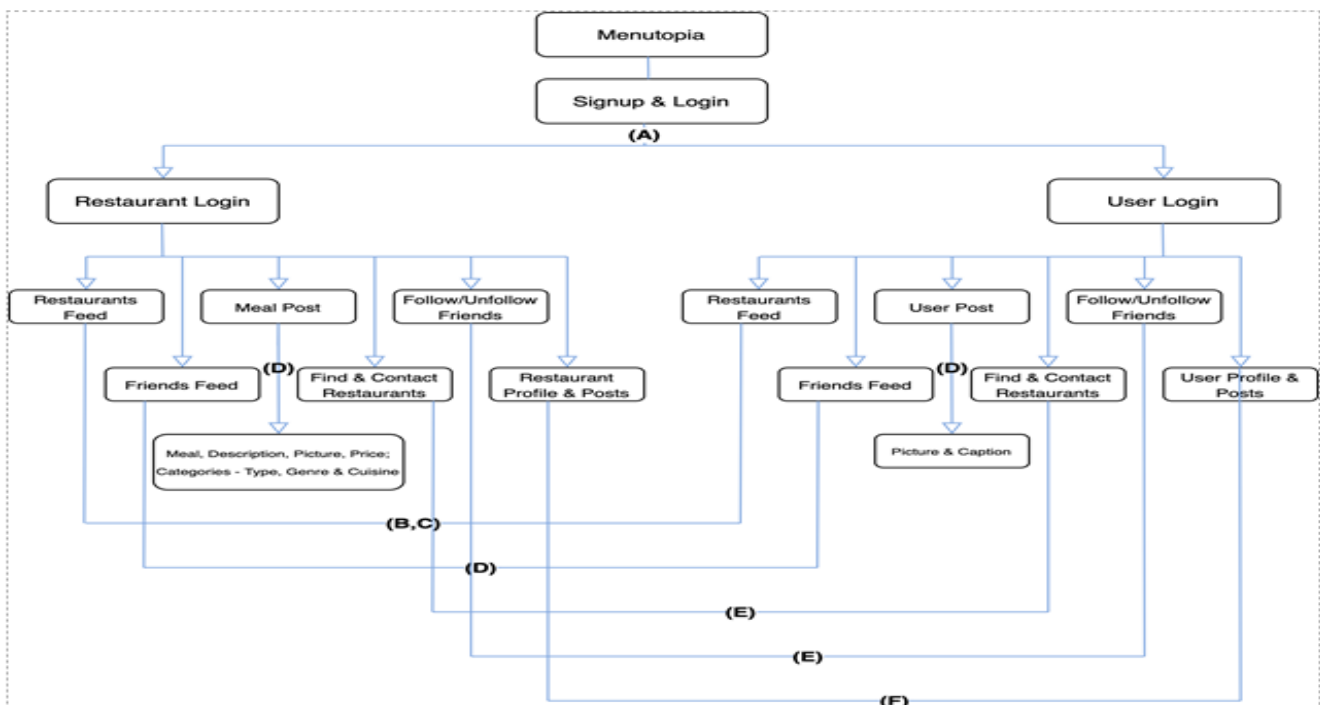 Menutopia
Signup & Login
(A)
Restaurant Login
User Login
Restaurants
Feed
Meal Post
Follow/Unfollow
Friends
Restaurants
Feed
User Post
Follow/Unfollow
Friends
Friends Feed
(D)
Find & Contact
Restaurants
Restaurant
Profile & Posts
Friends Feed
(D)
Find & Contact
Restaurants
User Profile &
Posts
Meal, Description, Picture, Price;
Categories - Type, Genre & Cuisine
Picture & Caption
(B,C)
(D)
(E)
(E)
(F)